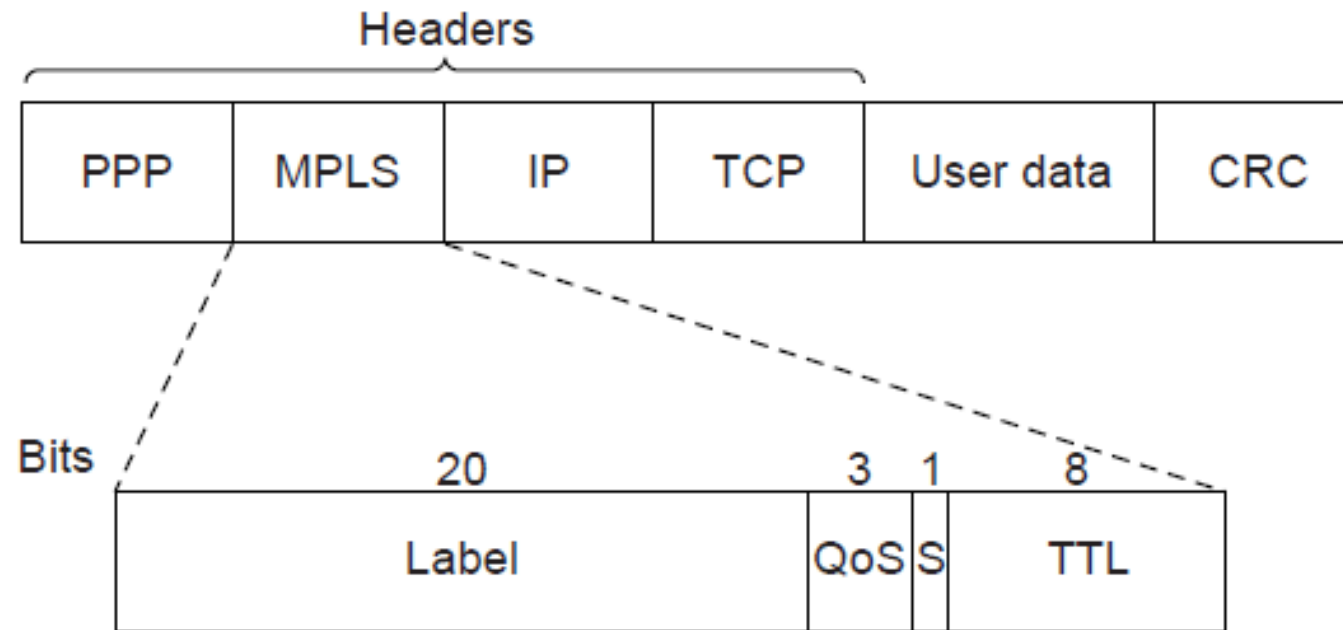 Headers
PPP MPLS IP TCP User data CRC
Bits 20 3 1 8
Label QoS S TTL